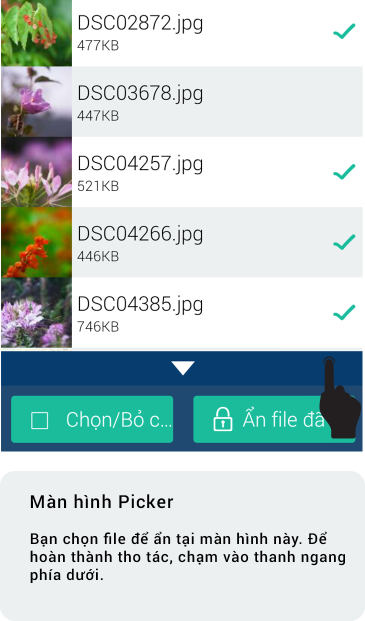 DSC02872.jpg
477KB
DSC03678.jpg
447KB
DSC04257.jpg
521KB
DSC04266.jpg
446KB
DSC04385.jpg
746KB
Chọn/Bỏ c...
Ẩn file đã
Màn hình Picker
Bạn chọn file để ẩn tại màn hình này. Để
hoàn thành tho tác, chạm vào thanh ngang
phía dưới.